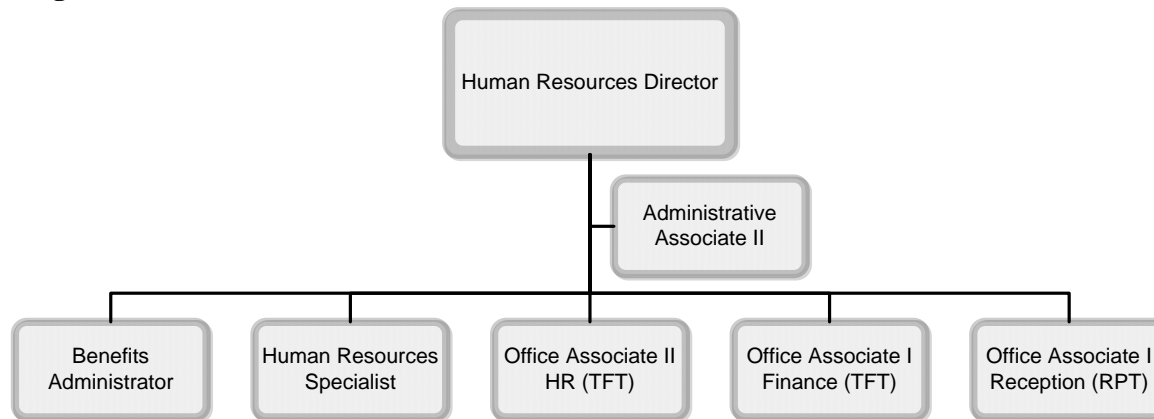 Human Resources Director
Administrative
Associate II
Benefits
Administrator
Human Resources
Specialist
Office Associate II
HR (TFT)
Office Associate I
Finance (TFT)
Office Associate I
Reception (RPT)